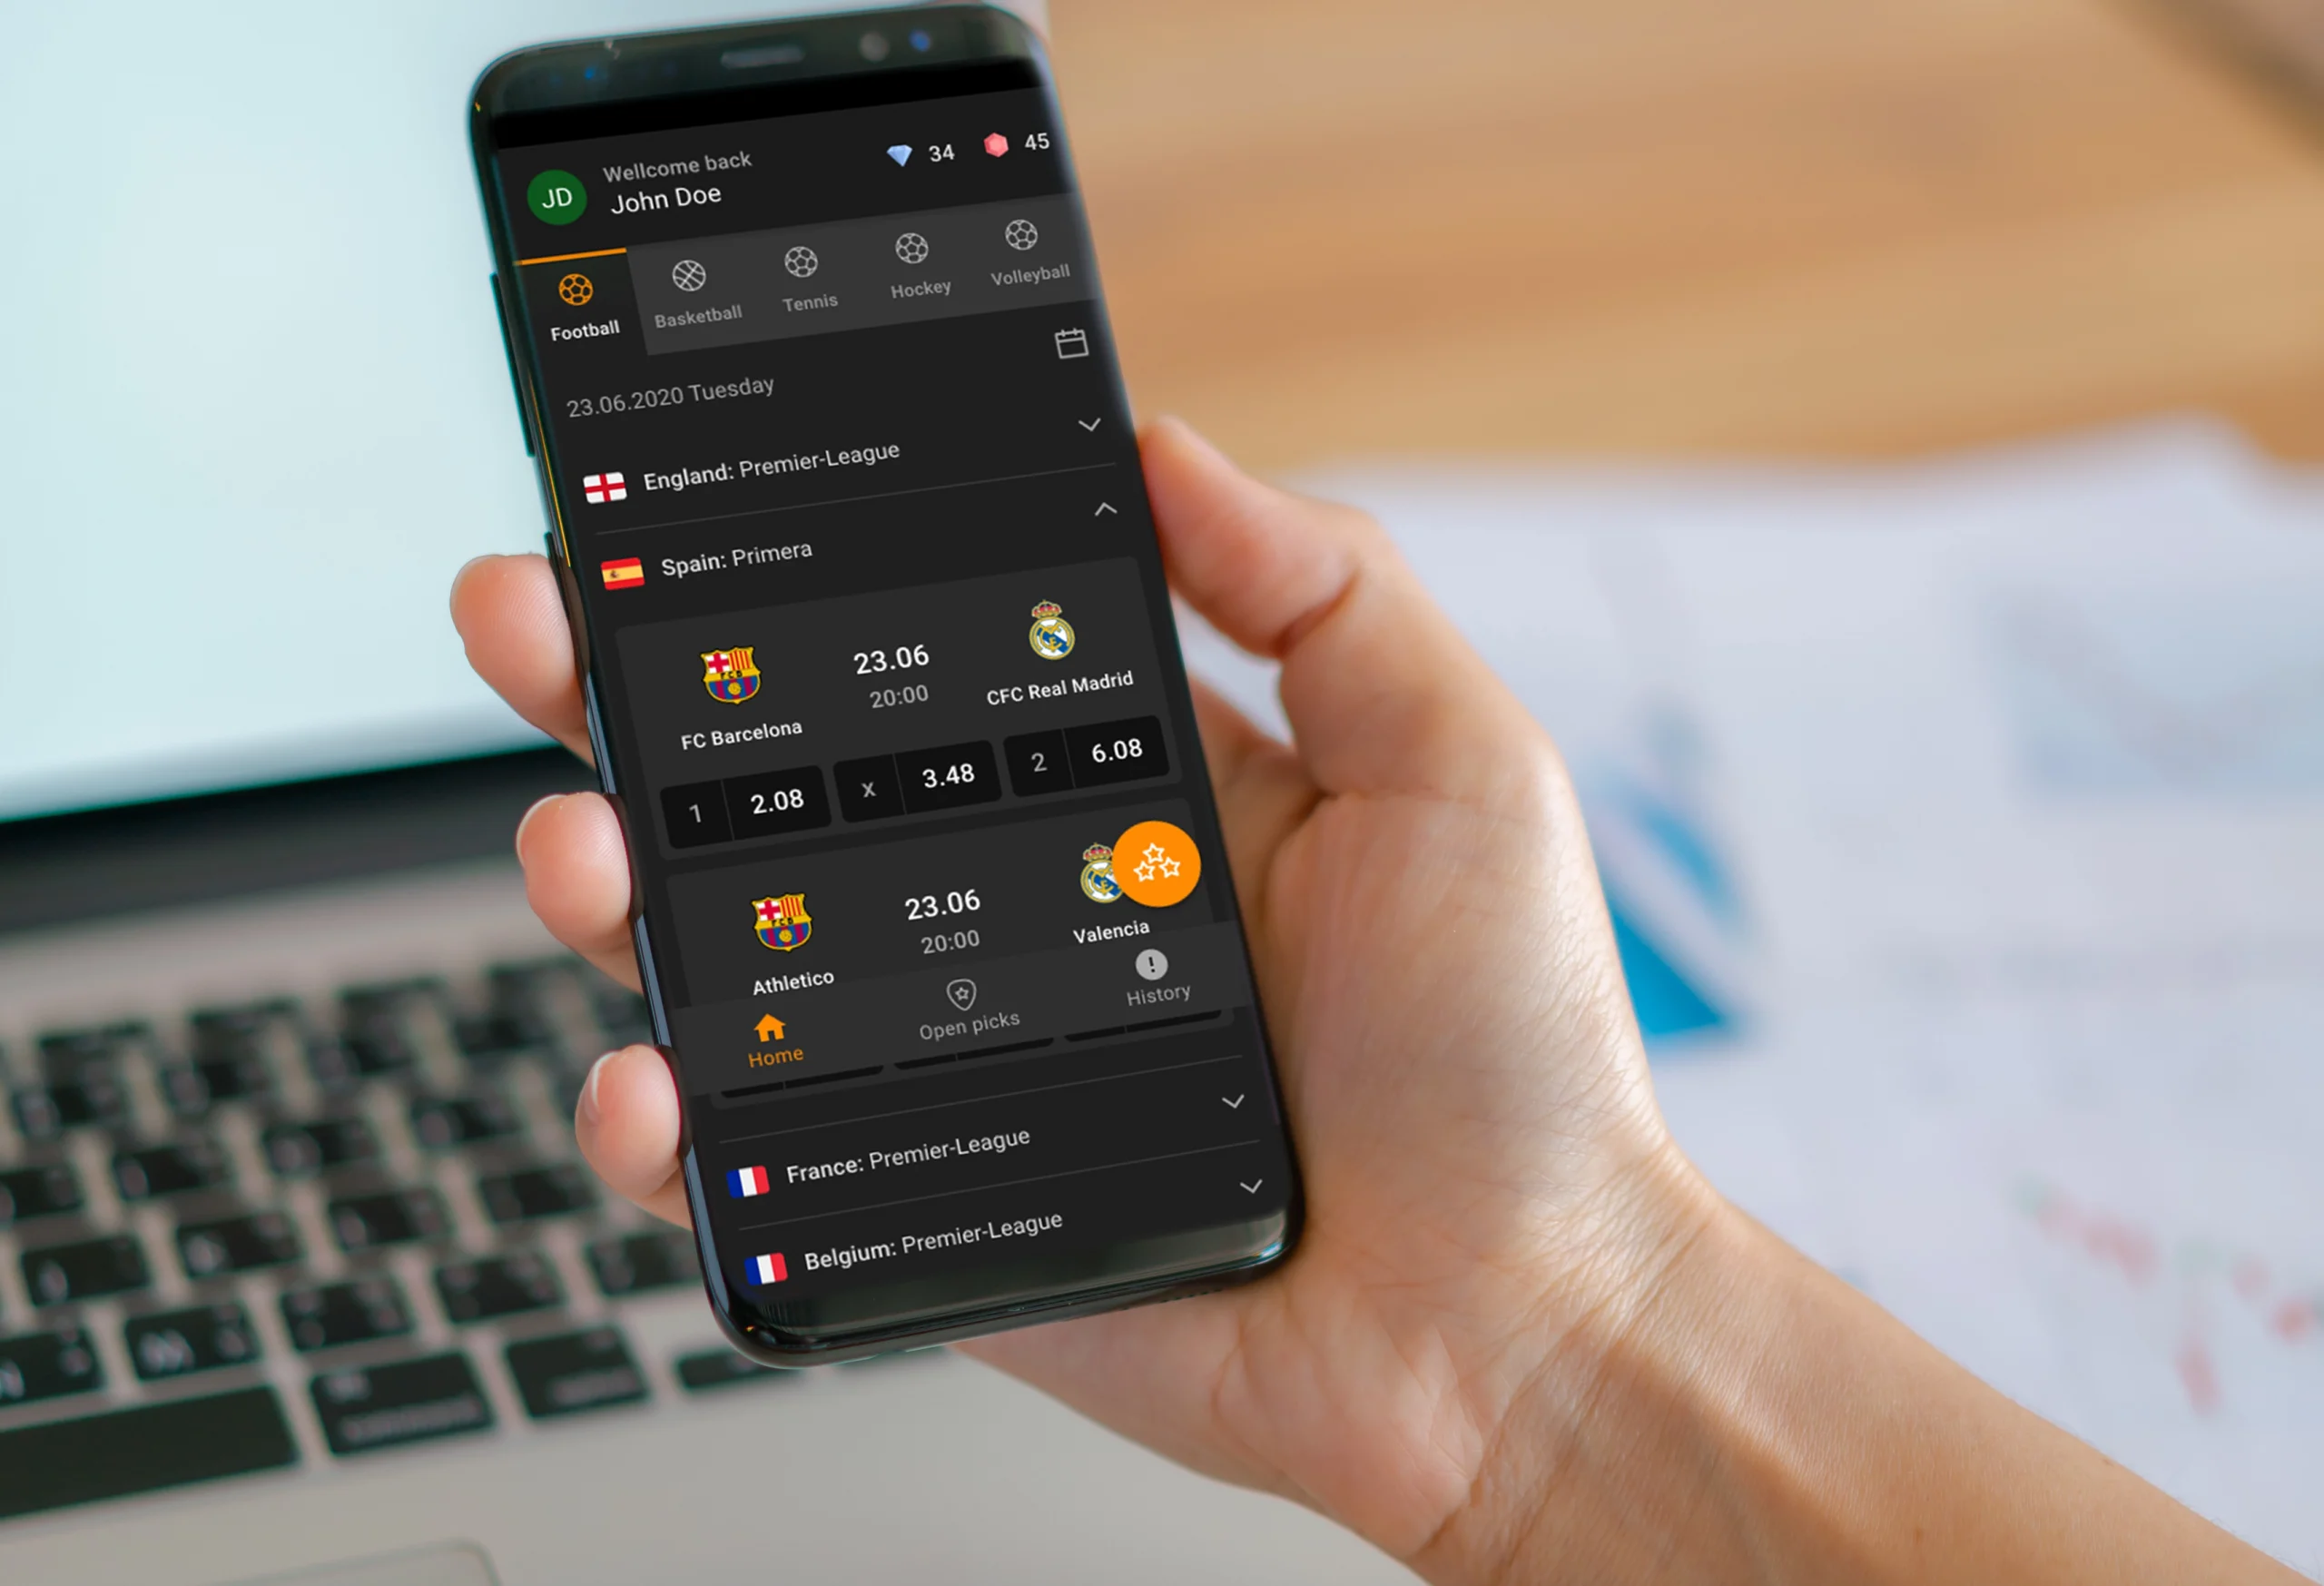 Wellcome back
34
45
JD
John Doe
Football
Basketball
Tennis
Hockey
Volleyball
23.06.2020 Tuesday
England: Premier-League
Spain: Primera
FCB
23.06
20:00
FC Barcelona
CFC Real Madrid
1
2.08
x
3.48
2
6.08
FCB
23.06
20:00
Athletico
Valencia
Home
Open picks
!
History
France: Premier-League
Belgium: Premier-League